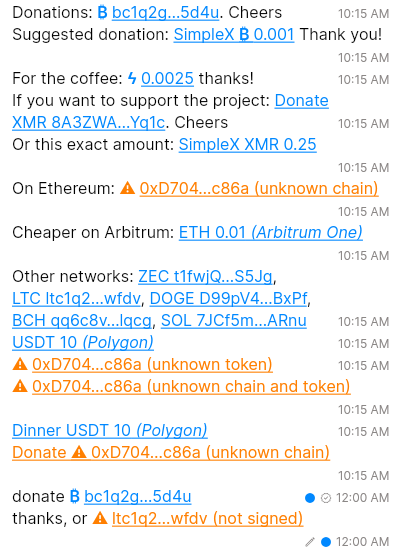 Donations: ₿ bc1q2g...5d4u. Cheers 10:15 AM
Suggested donation: SimpleX ₿ 0.001 Thank you!
10:15 AM
For the coffee: ϟ 0.0025 thanks! 10:15 AM
If you want to support the project: Donate
XMR 8A3ZWA...Yq1c. Cheers 10:15 AM
Or this exact amount: SimpleX XMR 0.25
10:15 AM
On Ethereum: ⚠ 0xD704...c86a (unknown chain)
10:15 AM
Cheaper on Arbitrum: ETH 0.01 (Arbitrum One)
10:15 AM
Other networks: ZEC t1fwjQ...S5Jg,
LTC ltc1q2...wfdv, DOGE D99pV4...BxPf,
BCH qq6c8v...lqcg, SOL 7JCf5m...ARnu 10:15 AM
USDT 10 (Polygon) 10:15 AM
⚠ 0xD704...c86a (unknown token) 10:15 AM
⚠ 0xD704...c86a (unknown chain and token)
10:15 AM
Dinner USDT 10 (Polygon) 10:15 AM
Donate ⚠ 0xD704...c86a (unknown chain)
10:15 AM
donate ₿ bc1q2g...5d4u 12:00 AM
thanks, or ⚠ ltc1q2...wfdv (not signed)
12:00 AM